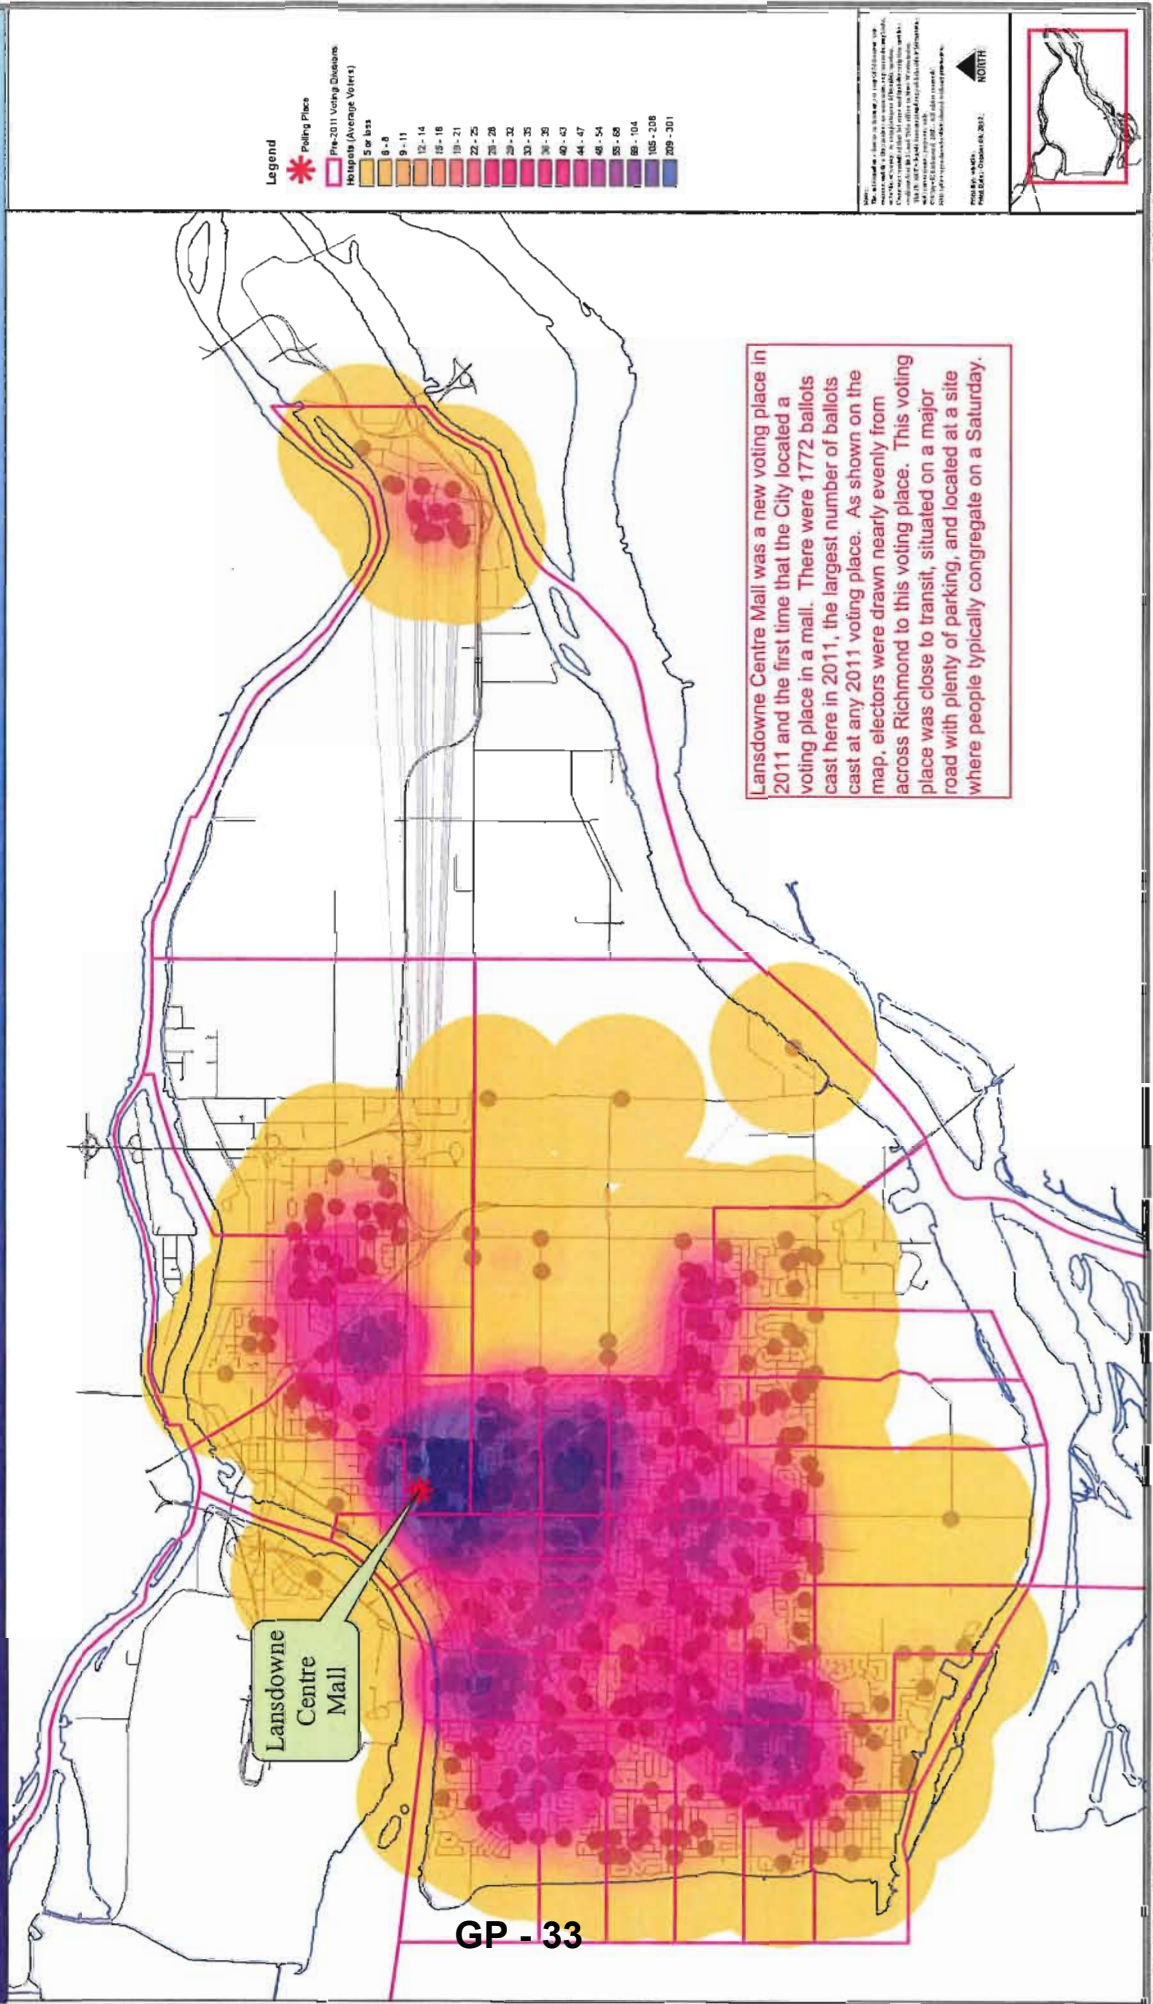 Legend
Polling Place
Pre-2011 Voting Divisions
Hotspots (Average Voters)
5 or less
6 - 8
9 - 11
12 - 14
15 - 18
19 - 21
22 - 25
26 - 28
29 - 32
33 - 35
36 - 39
40 - 43
44 - 47
48 - 54
55 - 68
69 - 104
105 - 208
209 - 301
NORTH
Lansdowne Centre Mall was a new voting place in
2011 and the first time that the City located a
voting place in a mall. There were 1772 ballots
cast here in 2011, the largest number of ballots
cast at any 2011 voting place. As shown on the
map, electors were drawn nearly evenly from
across Richmond to this voting place. This voting
place was close to transit, situated on a major
road with plenty of parking, and located at a site
where people typically congregate on a Saturday.
Lansdowne
Centre
Mall
GP - 33